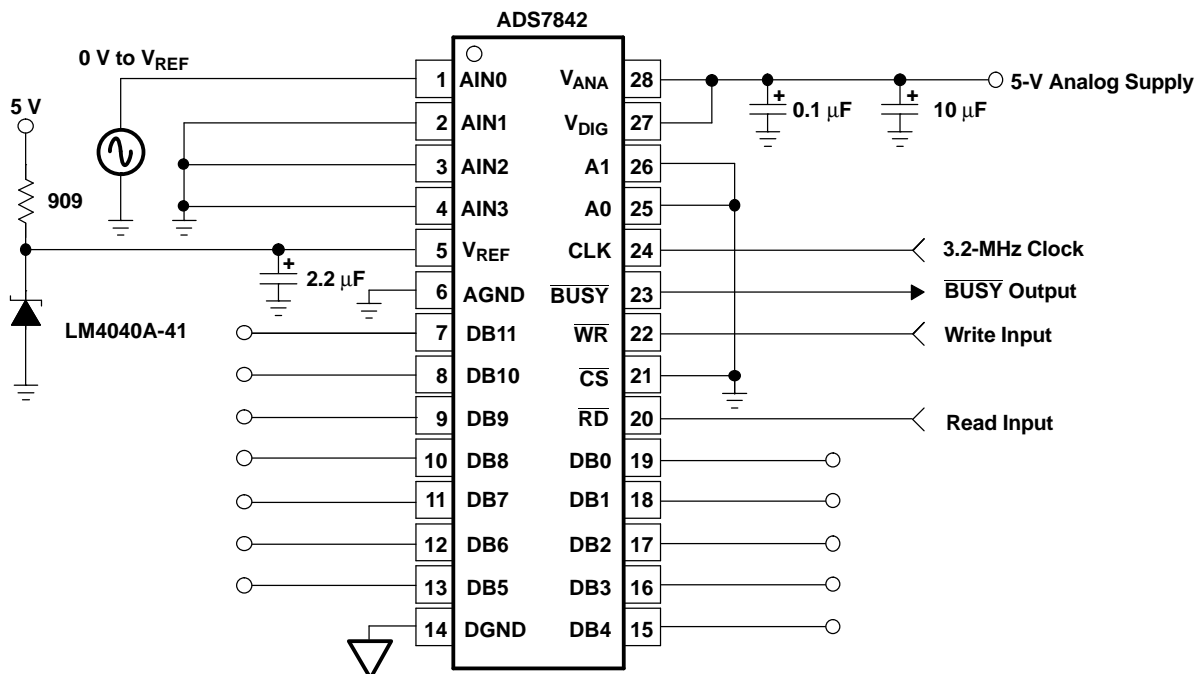 ADS7842
0 V to VREF
5 V
909
LM4040A-41
2.2 μF
1 AIN0
2 AIN1
3 AIN2
4 AIN3
5 VREF
6 AGND
7 DB11
8 DB10
9 DB9
10 DB8
11 DB7
12 DB6
13 DB5
14 DGND
VANA 28
VDIG 27
A1 26
A0 25
CLK 24
BUSY 23
WR 22
CS 21
RD 20
DB0 19
DB1 18
DB2 17
DB3 16
DB4 15
+
0.1 μF
+
10 μF
+
5-V Analog Supply
3.2-MHz Clock
BUSY Output
Write Input
Read Input